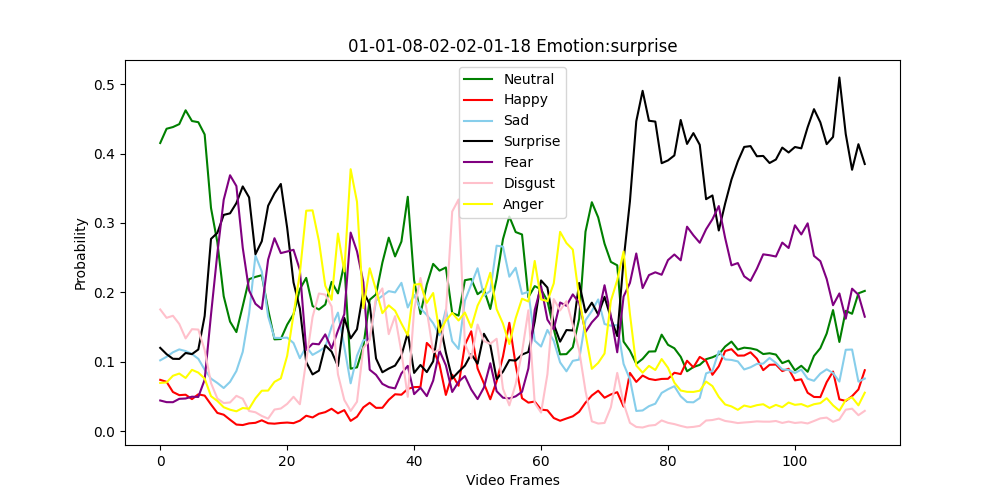 01-01-08-02-02-01-18 Emotion:surprise
Probability
0.5
0.4
0.3
0.2
0.1
0.0
Neutral
Happy
Sad
Surprise
Fear
Disgust
Anger
0 20 40 60 80 100
Video Frames